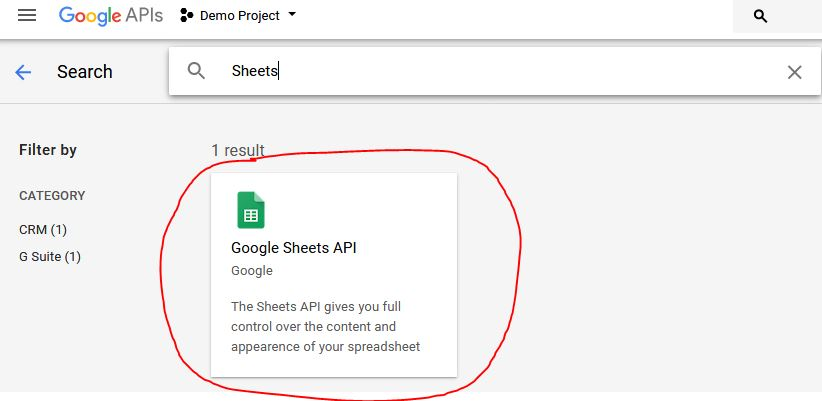 Google APIs Demo Project
Search Sheets
Filter by
1 result
CATEGORY
CRM (1)
G Suite (1)
Google Sheets API
Google
The Sheets API gives you full
control over the content and
appearence of your spreadsheet